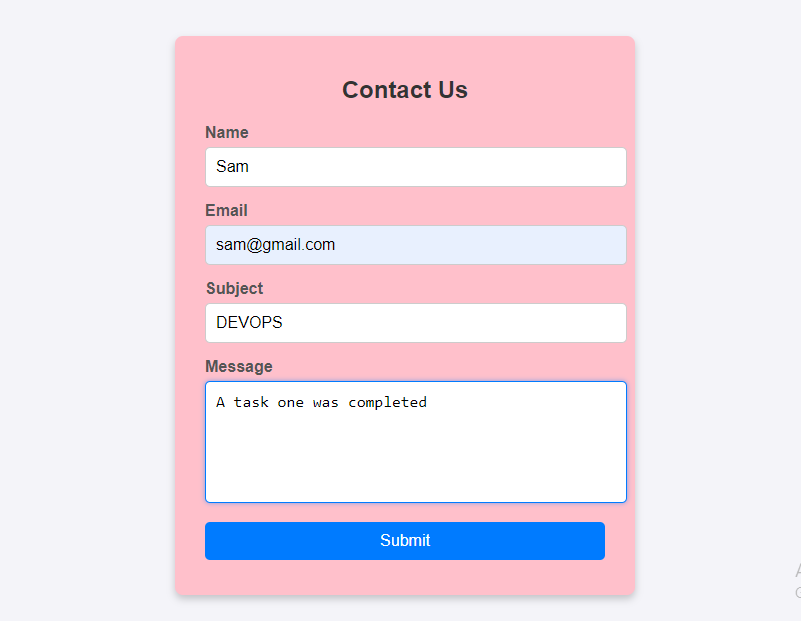 Contact Us
Name
Sam
Email
sam@gmail.com
Subject
DEVOPS
Message
A task one was completed
Submit